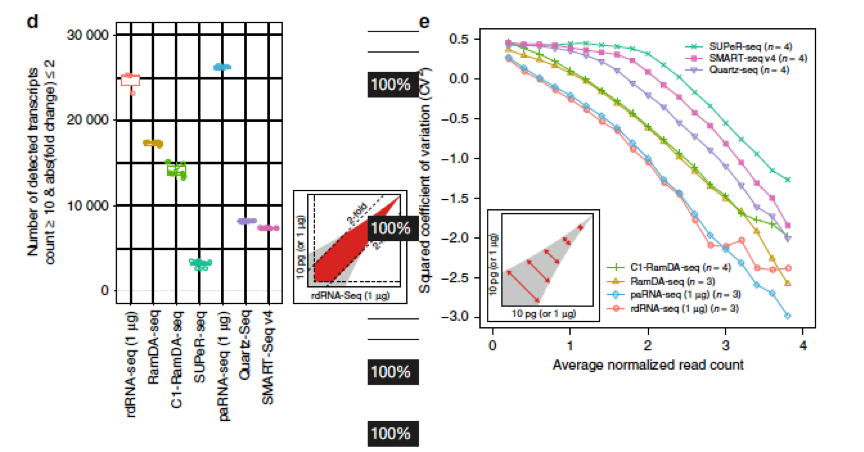 d
Number of detected transcripts
count ≥ 10 & abs(fold change) ≤ 2
30 000
20 000
10 000
0
rdRNA-seq (1 µg)
RamDA-seq
C1-RamDA-seq
SUPeR-seq
paRNA-seq (1 µg)
Quartz-Seq
SMART-Seq v4
10 pg (or 1 µg)
2-fold
2-
rdRNA-Seq (1 µg)
100%
100%
100%
100%
e
Squared coefficient of variation (CV²)
0.5
0.0
−0.5
−1.0
−1.5
−2.0
−2.5
−3.0
SUPeR-seq (n = 4)
SMART-seq v4 (n = 4)
Quartz-seq (n = 4)
10 pg (or 1 µg)
10 pg (or 1 µg)
C1-RamDA-seq (n = 4)
RamDA-seq (n = 3)
paRNA-seq (1 µg) (n = 3)
rdRNA-seq (1 µg) (n = 3)
0 1 2 3 4
Average normalized read count